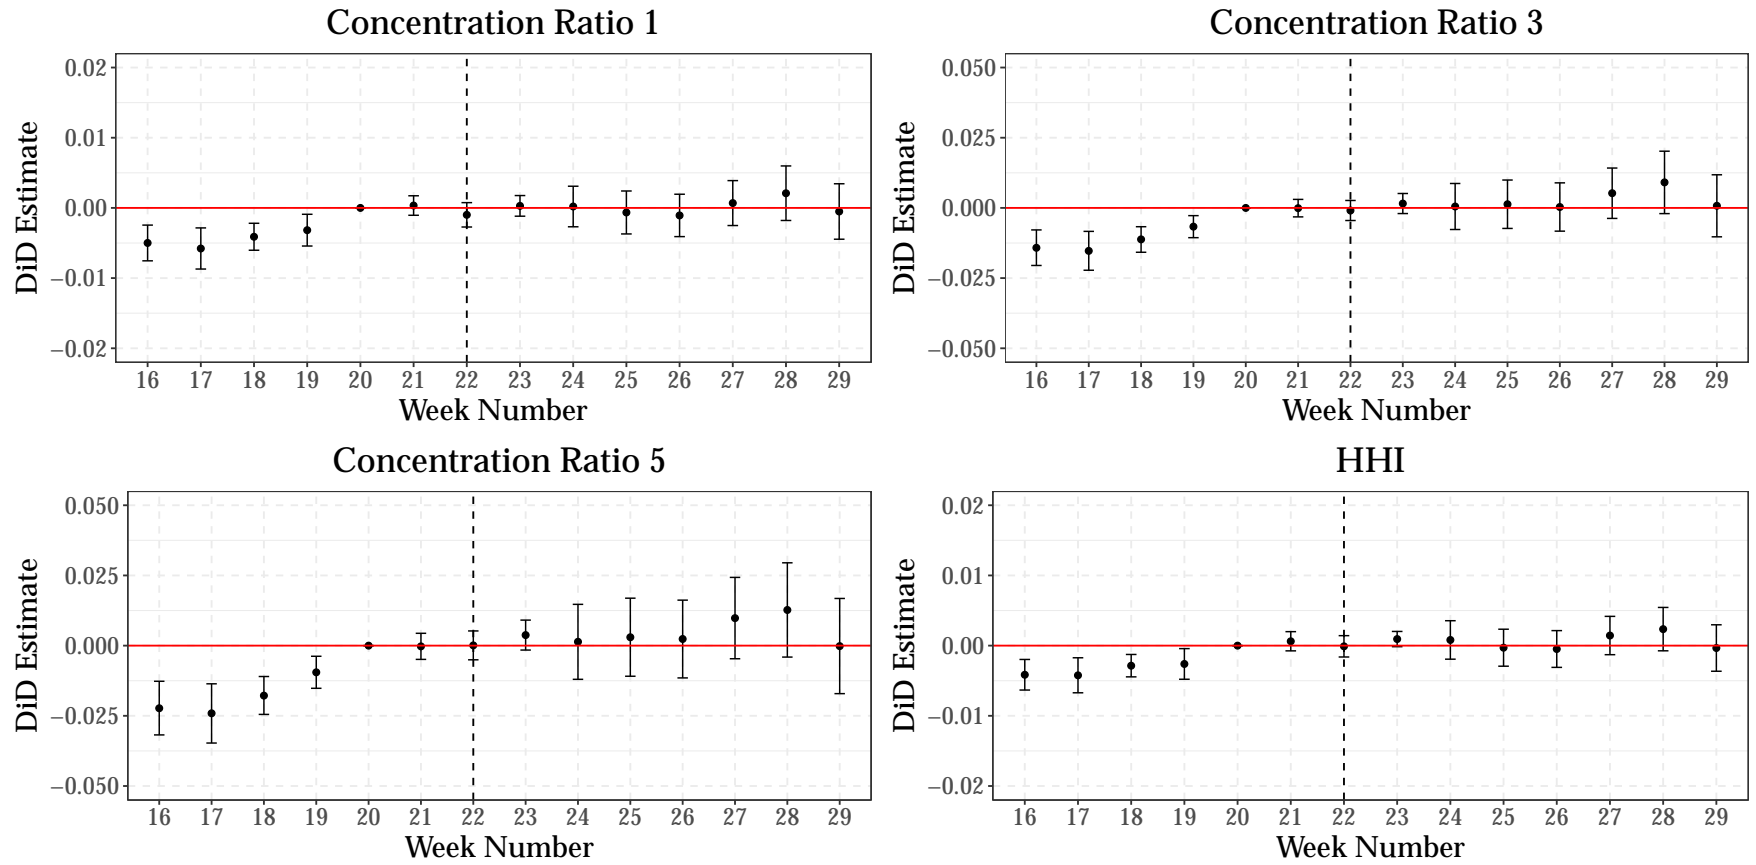 Concentration Ratio 1
DiD Estimate
0.02
0.01
0.00
−0.01
−0.02
16 17 18 19 20 21 22 23 24 25 26 27 28 29
Week Number
Concentration Ratio 3
DiD Estimate
0.050
0.025
0.000
−0.025
−0.050
16 17 18 19 20 21 22 23 24 25 26 27 28 29
Week Number
Concentration Ratio 5
DiD Estimate
0.050
0.025
0.000
−0.025
−0.050
16 17 18 19 20 21 22 23 24 25 26 27 28 29
Week Number
HHI
DiD Estimate
0.02
0.01
0.00
−0.01
−0.02
16 17 18 19 20 21 22 23 24 25 26 27 28 29
Week Number